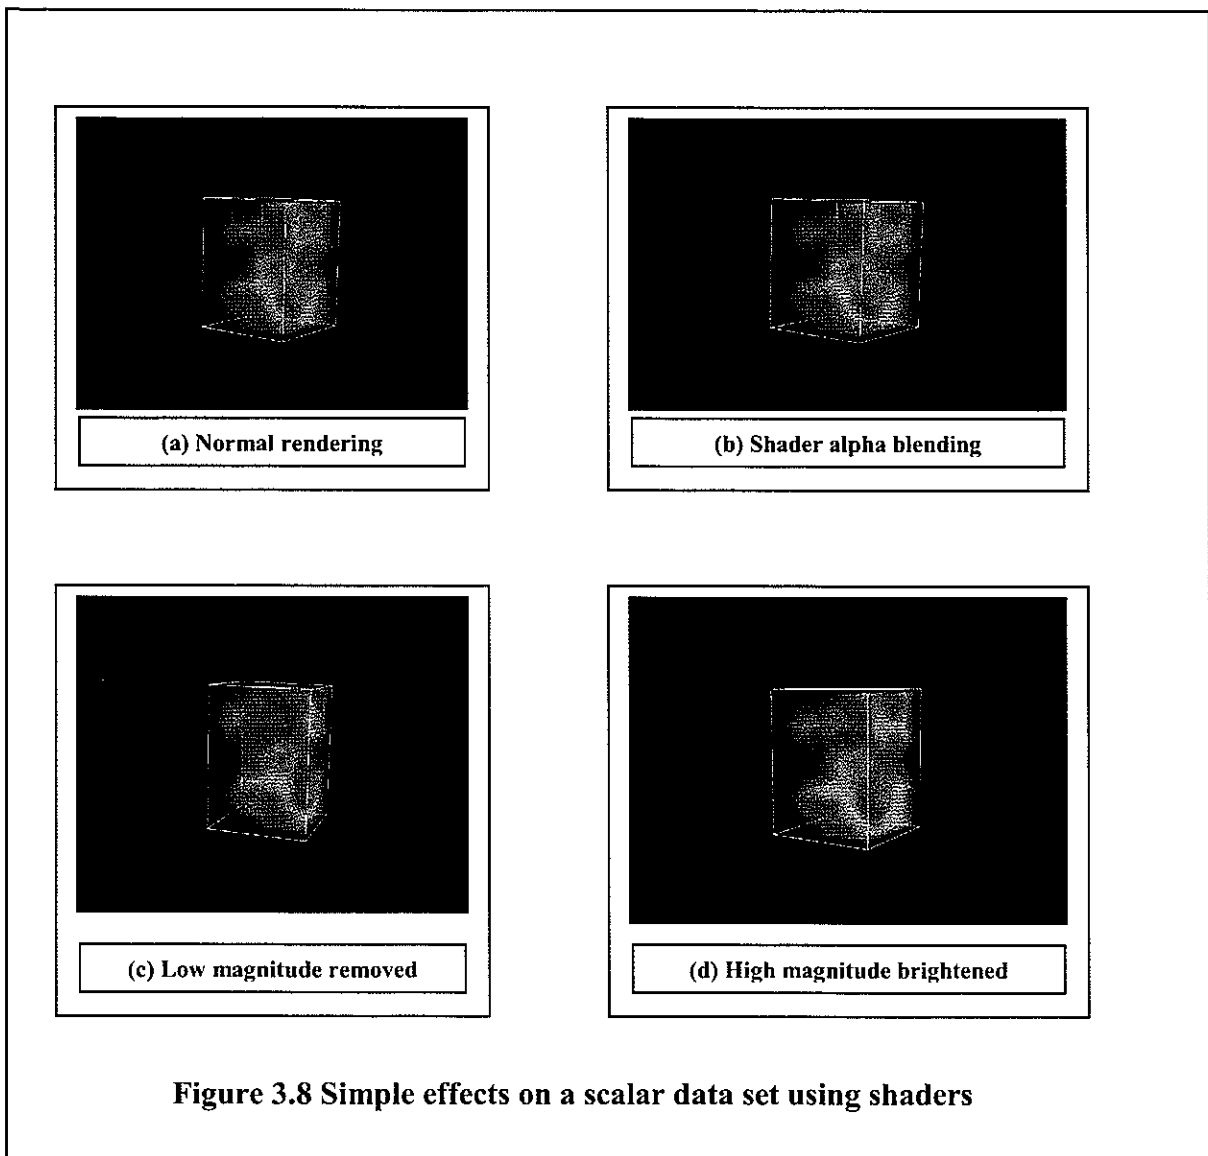 (a) Normal rendering
(b) Shader alpha blending
(c) Low magnitude removed
(d) High magnitude brightened
Figure 3.8 Simple effects on a scalar data set using shaders